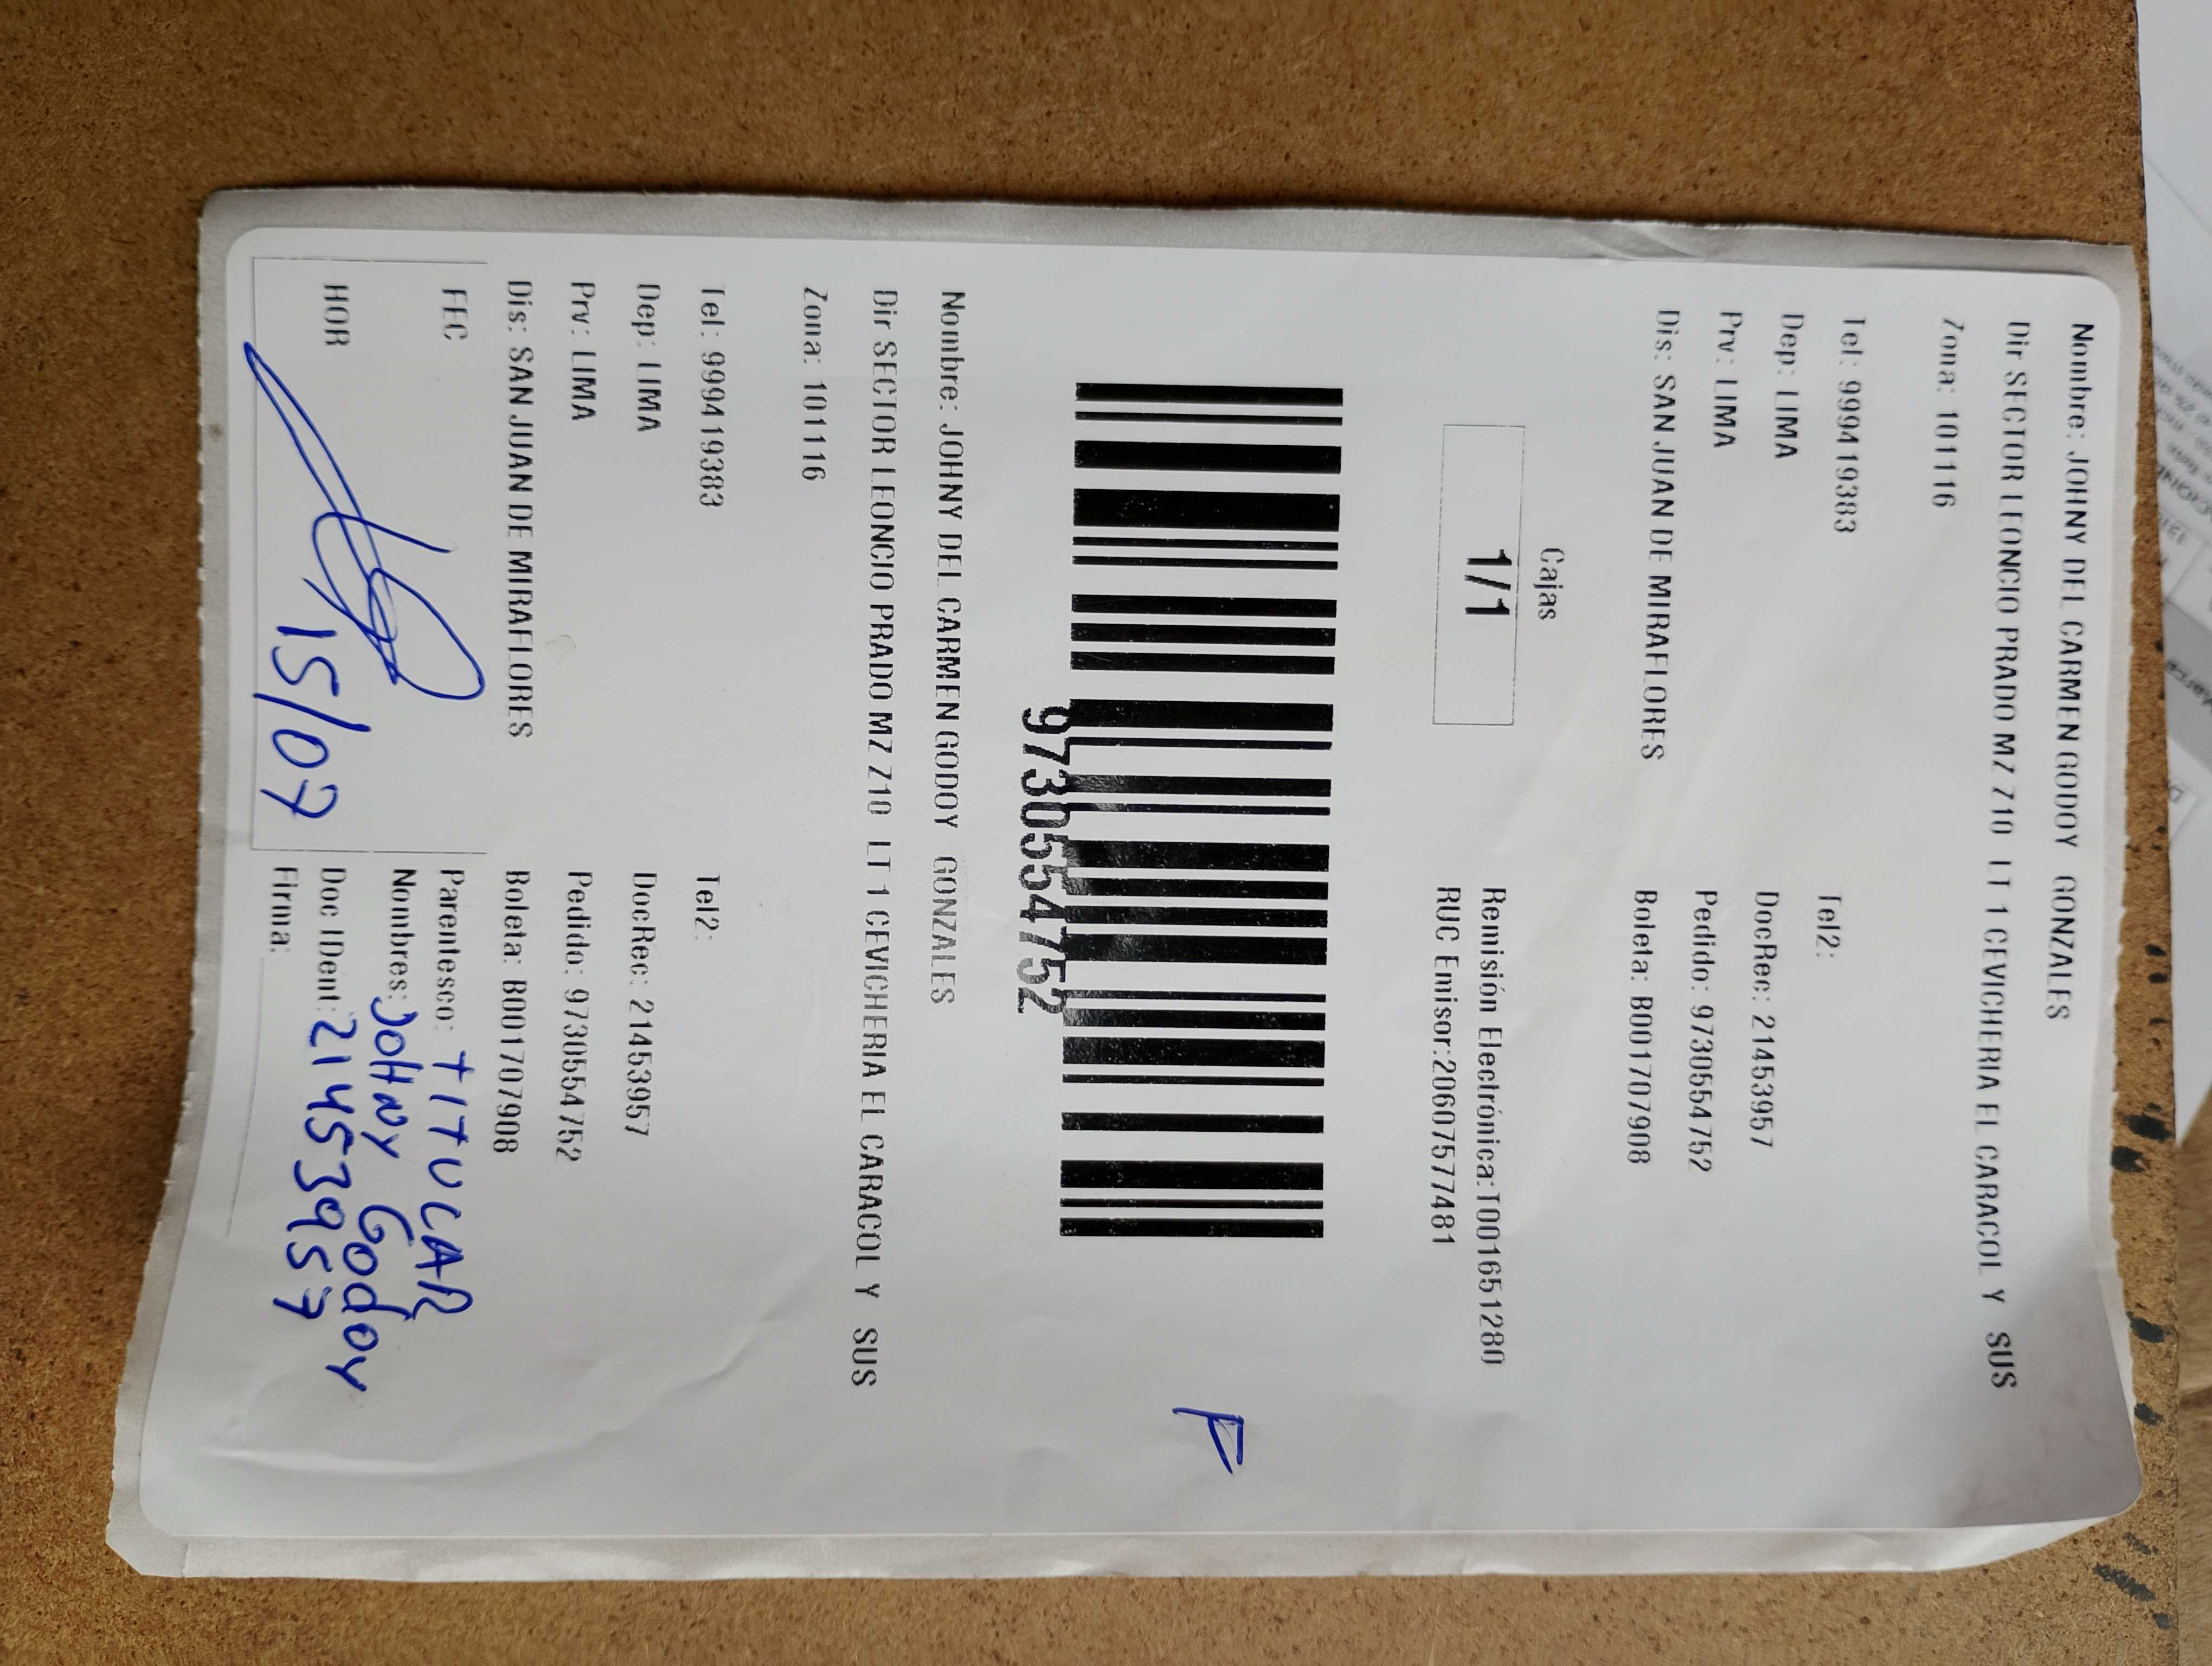 Nombre: JOHNY DEL CARMEN GODOY GONZALES
Dir SECTOR LEONCIO PRADO MZ Z10 LT 1 CEVICHERIA EL CARACOL Y SUS
Zona: 101116
Tel: 999419383 Tel2:
Dep: LIMA DocRec: 21453957
Prv: LIMA Pedido: 9730554752
Dis: SAN JUAN DE MIRAFLORES Boleta: B001707908
Cajas
1/1
Remisión Electrónica:T001651280
RUC Emisor:20607577481
9730554752
Nombre: JOHNY DEL CARMEN GODOY GONZALES
Dir SECTOR LEONCIO PRADO MZ Z10 LT 1 CEVICHERIA EL CARACOL Y SUS
Zona: 101116
Tel: 999419383 Tel2:
Dep: LIMA DocRec: 21453957
Prv: LIMA Pedido: 9730554752
Dis: SAN JUAN DE MIRAFLORES Boleta: B001707908
FEC
HOR
15/07
Parentesco: TITULAR
Nombres: JOHNY Godoy
Doc IDent: 21453957
Firma: